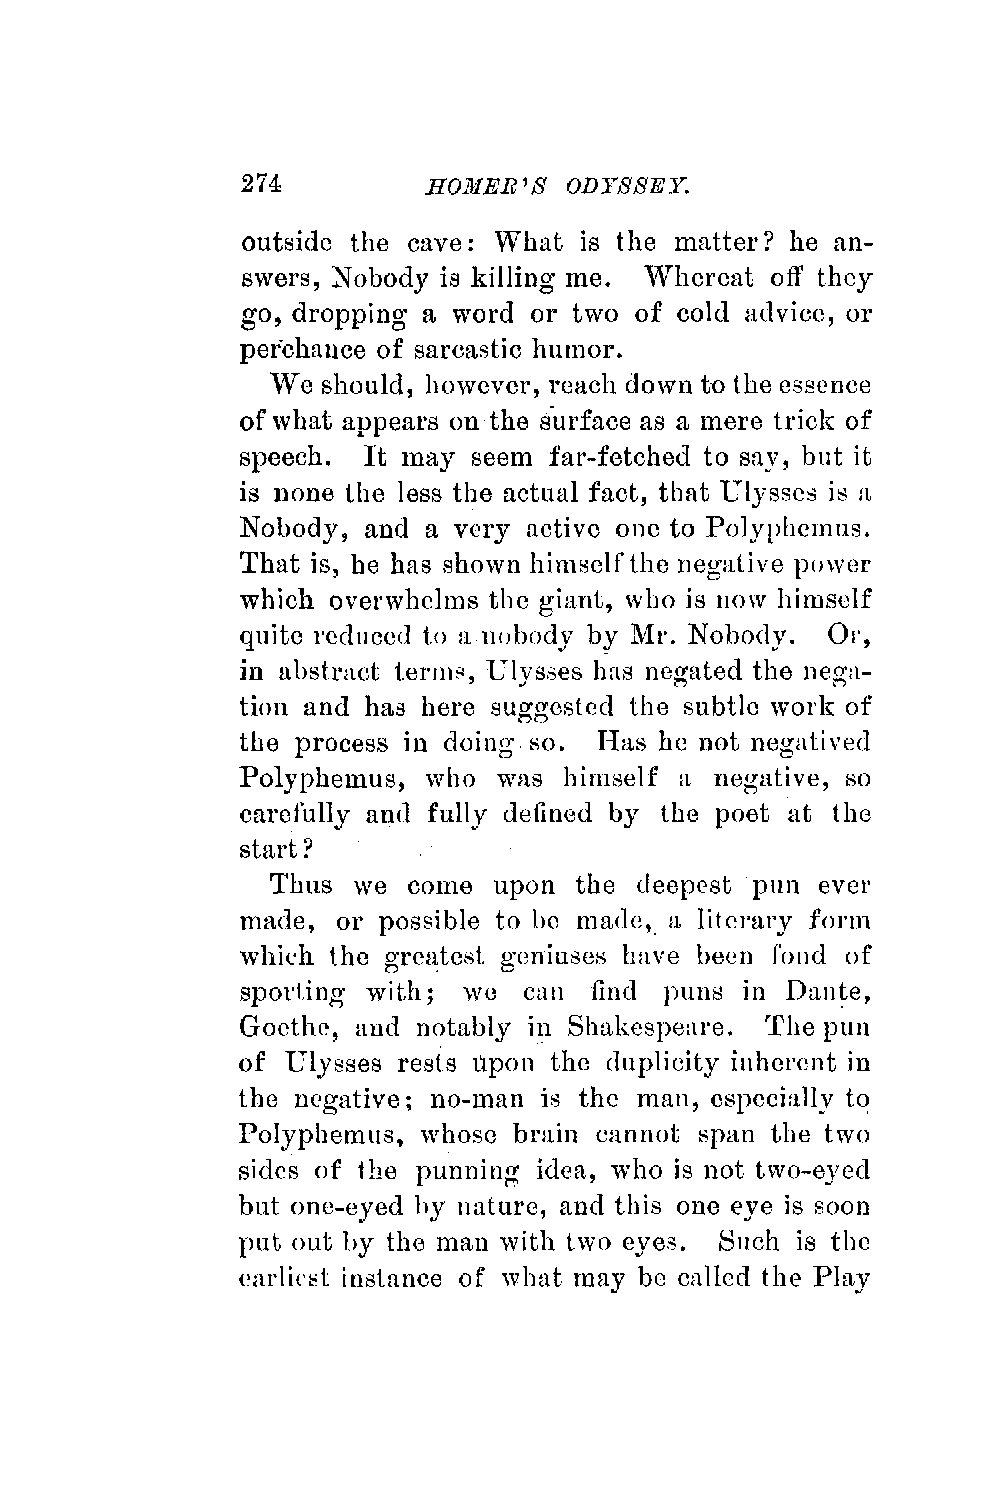 274 HOMER'S ODYSSEY.
outside the cave: What is the matter? he an-
swers, Nobody is killing me. Whereat off they
go, dropping a word or two of cold advice, or
perchance of sarcastic humor.
We should, however, reach down to the essence
of what appears on the surface as a mere trick of
speech. It may seem far-fetched to say, but it
is none the less the actual fact, that Ulysses is a
Nobody, and a very active one to Polyphemus.
That is, he has shown himself the negative power
which overwhelms the giant, who is now himself
quite reduced to a nobody by Mr. Nobody. Or,
in abstract terms, Ulysses has negated the nega-
tion and has here suggested the subtle work of
the process in doing so. Has he not negatived
Polyphemus, who was himself a negative, so
carefully and fully defined by the poet at the
start?
Thus we come upon the deepest pun ever
made, or possible to be made, a literary form
which the greatest geniuses have been fond of
sporting with; we can find puns in Dante,
Goethe, and notably in Shakespeare. The pun
of Ulysses rests upon the duplicity inherent in
the negative; no-man is the man, especially to
Polyphemus, whose brain cannot span the two
sides of the punning idea, who is not two-eyed
but one-eyed by nature, and this one eye is soon
put out by the man with two eyes. Such is the
earliest instance of what may be called the Play